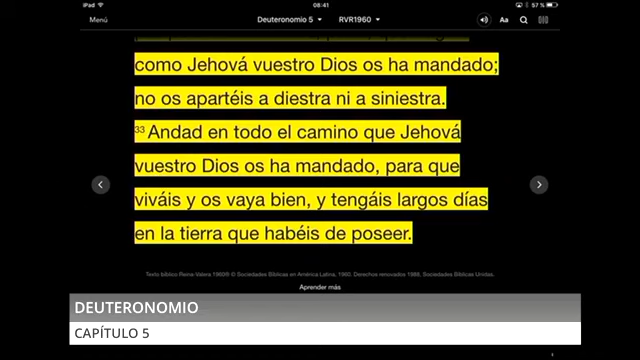 iPad 08:41 57 %
Menú Deuteronomio 5 RVR1960 Aa
como Jehová vuestro Dios os ha mandado;
no os apartéis a diestra ni a siniestra.
33 Andad en todo el camino que Jehová
vuestro Dios os ha mandado, para que
viváis y os vaya bien, y tengáis largos días
en la tierra que habéis de poseer.
Texto bíblico Reina-Valera 1960® © Sociedades Bíblicas en América Latina, 1960. Derechos renovados 1988, Sociedades Bíblicas Unidas.
Aprender más
DEUTERONOMIO
CAPÍTULO 5